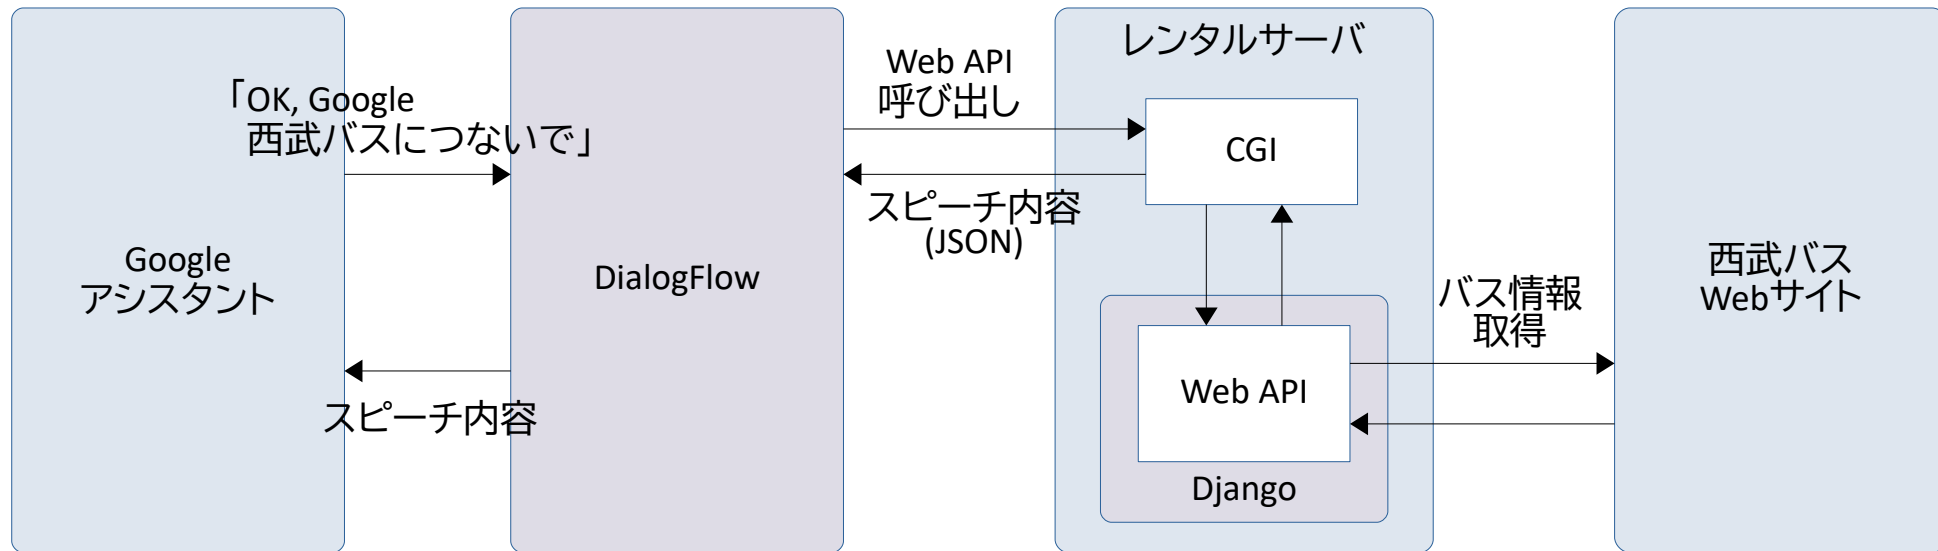 Google
アシスタント
「OK, Google
西武バスにつないで」
スピーチ内容
DialogFlow
Web API
呼び出し
スピーチ内容
(JSON)
レンタルサーバ
CGI
Web API
Django
バス情報
取得
西武バス
Webサイト